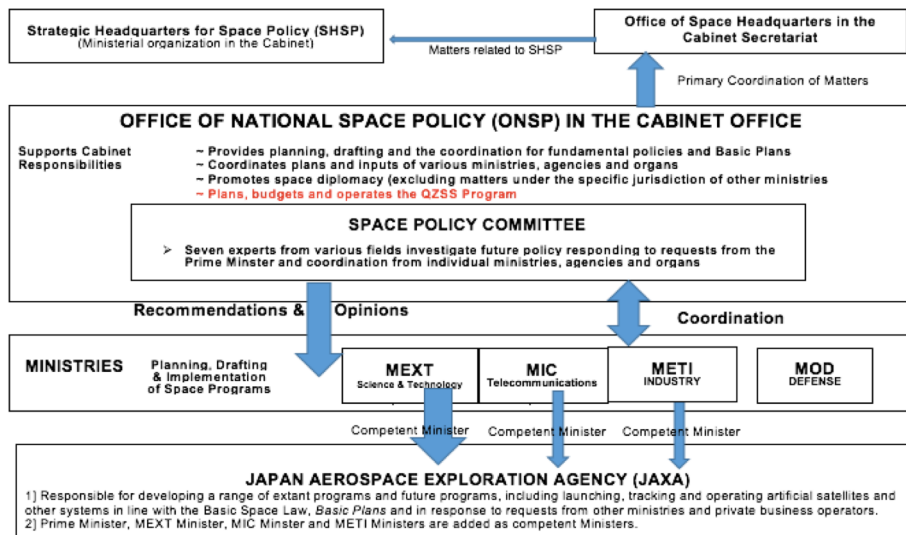 Strategic Headquarters for Space Policy (SHSP)
(Ministerial organization in the Cabinet)
Office of Space Headquarters in the
Cabinet Secretariat
Matters related to SHSP
Primary Coordination of Matters
OFFICE OF NATIONAL SPACE POLICY (ONSP) IN THE CABINET OFFICE
Supports Cabinet
Responsibilities
~ Provides planning, drafting and the coordination for fundamental policies and Basic Plans
~ Coordinates plans and inputs of various ministries, agencies and organs
~ Promotes space diplomacy (excluding matters under the specific jurisdiction of other ministries
~ Plans, budgets and operates the QZSS Program
SPACE POLICY COMMITTEE
➢ Seven experts from various fields investigate future policy responding to requests from the
Prime Minster and coordination from individual ministries, agencies and organs
Recommendations & Opinions
Coordination
MINISTRIES
Planning, Drafting
& Implementation
of Space Programs
MEXT
Science & Technology
MIC
Telecommunications
METI
INDUSTRY
MOD
DEFENSE
Competent Minister
Competent Minister
Competent Minister
JAPAN AEROSPACE EXPLORATION AGENCY (JAXA)
1] Responsible for developing a range of extant programs and future programs, including launching, tracking and operating artificial satellites and
other systems in line with the Basic Space Law, Basic Plans and in response to requests from other ministries and private business operators.
2] Prime Minister, MEXT Minister, MIC Minster and METI Ministers are added as competent Ministers.